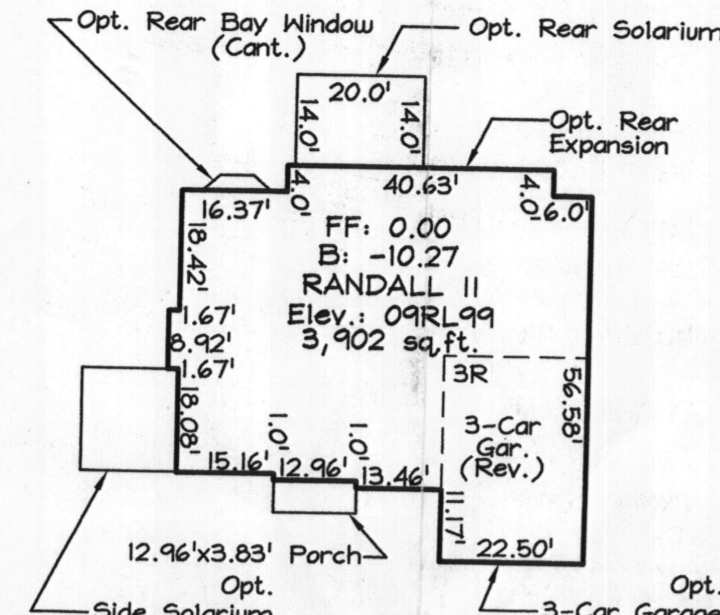 Opt. Rear Bay Window
(Cant.)
Opt. Rear Solarium
20.0'
14.0'
14.0'
Opt. Rear
Expansion
4.0'
40.63'
4.0'
6.0'
16.37'
FF: 0.00
B: -10.27
RANDALL II
Elev.: 09RL99
3,902 sq.ft.
18.42'
1.67'
8.92'
1.67'
18.08'
3R
3-Car
Gar.
(Rev.)
56.58'
1.0'
1.0'
15.16'
12.96'
13.46'
11.17'
22.50'
12.96'x3.83' Porch
Opt.
Side Solarium
Opt.
3-Car Garage